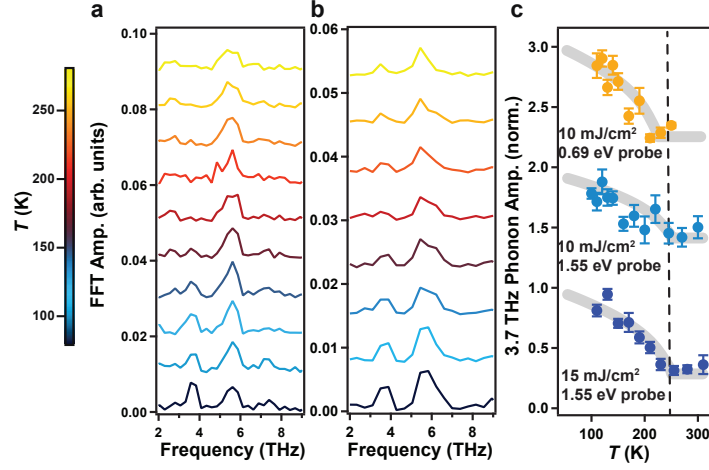 a
b
c
T (K)
250
200
150
100
FFT Amp. (arb. units)
0.10
0.08
0.06
0.04
0.02
0.00
2
4
6
8
Frequency (THz)
0.06
0.05
0.04
0.03
0.02
0.01
0.00
2
4
6
8
Frequency (THz)
3.7 THz Phonon Amp. (norm.)
3.0
2.5
2.0
1.5
1.0
0.5
0.0
10 mJ/cm²
0.69 eV probe
10 mJ/cm²
1.55 eV probe
15 mJ/cm²
1.55 eV probe
100
200
300
T (K)